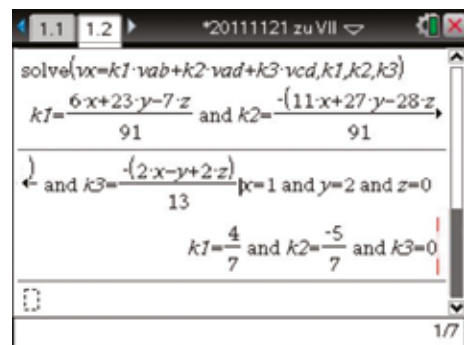 1.1 1.2 *20111121 zu VII
solve(vx=k1·vab+k2·vad+k3·vcd,k1,k2,k3)
k1=(6·x+23·y−7·z)/91 and k2=-(11·x+27·y−28·z/91
) and k3=-(2·x−y+2·z)/13|x=1 and y=2 and z=0
k1=4/7 and k2=-5/7 and k3=0
1/7